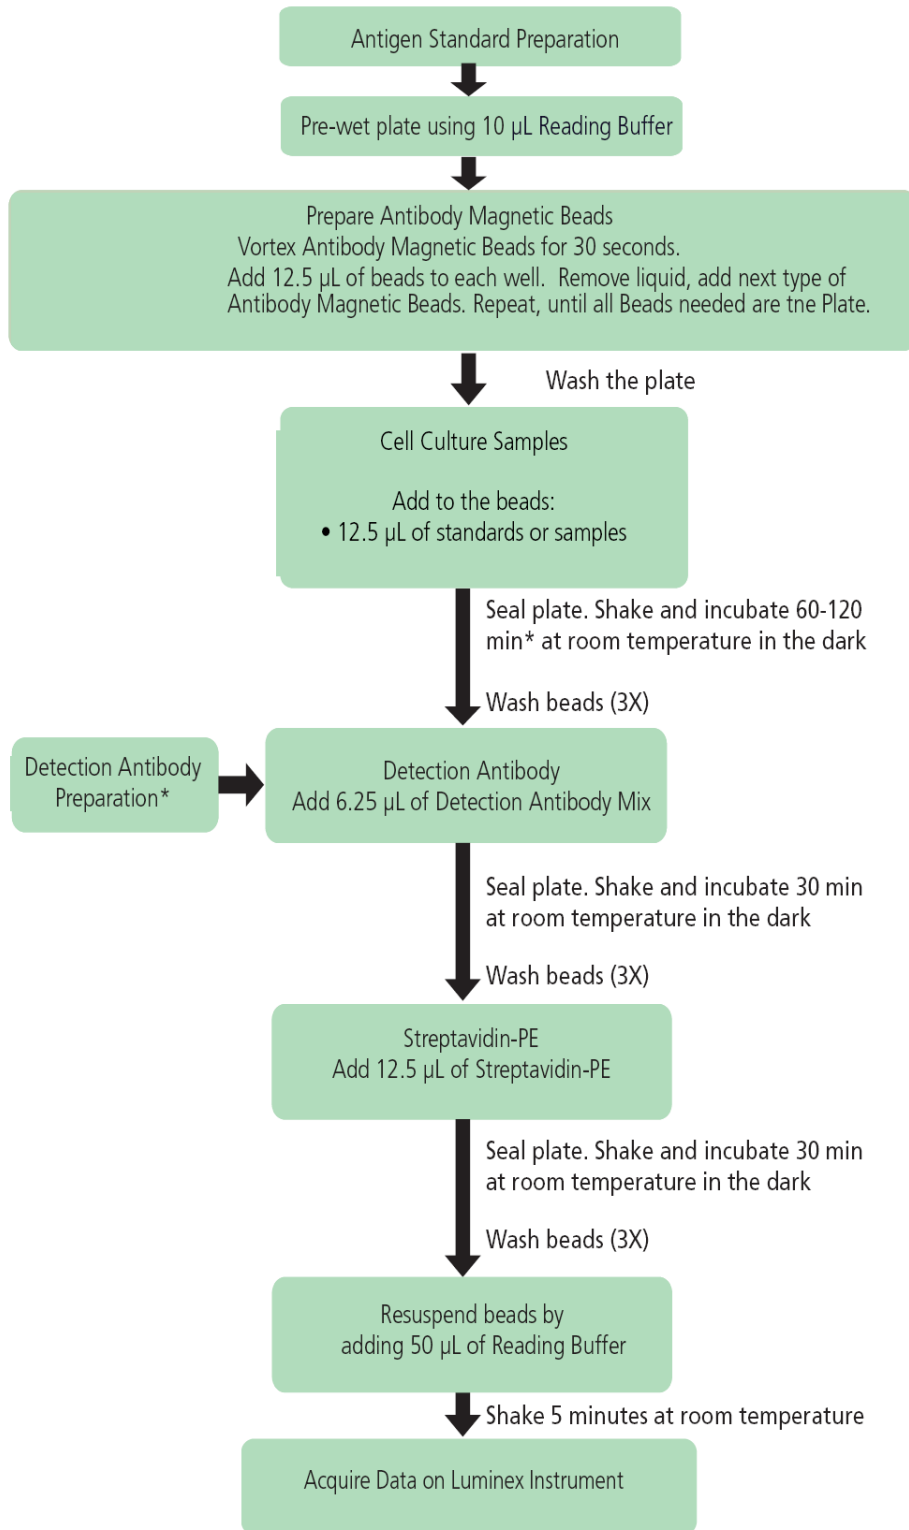 Antigen Standard Preparation
Pre-wet plate using 10 µL Reading Buffer
Prepare Antibody Magnetic Beads
Vortex Antibody Magnetic Beads for 30 seconds.
Add 12.5 µL of beads to each well.  Remove liquid, add next type of
Antibody Magnetic Beads. Repeat, until all Beads needed are tne Plate.
Wash the plate
Cell Culture Samples
Add to the beads:
• 12.5 µL of standards or samples
Seal plate. Shake and incubate 60-120
min* at room temperature in the dark
Wash beads (3X)
Detection Antibody
Preparation*
Detection Antibody
Add 6.25 µL of Detection Antibody Mix
Seal plate. Shake and incubate 30 min
at room temperature in the dark
Wash beads (3X)
Streptavidin-PE
Add 12.5 µL of Streptavidin-PE
Seal plate. Shake and incubate 30 min
at room temperature in the dark
Wash beads (3X)
Resuspend beads by
adding 50 µL of Reading Buffer
Shake 5 minutes at room temperature
Acquire Data on Luminex Instrument